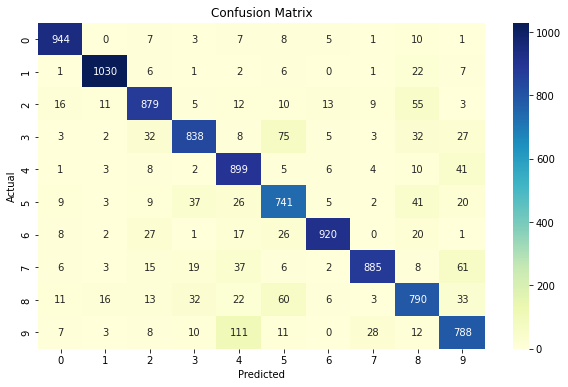 Confusion Matrix
Actual
0 944 0 7 3 7 8 5 1 10 1
1 1 1030 6 1 2 6 0 1 22 7
2 16 11 879 5 12 10 13 9 55 3
3 3 2 32 838 8 75 5 3 32 27
4 1 3 8 2 899 5 6 4 10 41
5 9 3 9 37 26 741 5 2 41 20
6 8 2 27 1 17 26 920 0 20 1
7 6 3 15 19 37 6 2 885 8 61
8 11 16 13 32 22 60 6 3 790 33
9 7 3 8 10 111 11 0 28 12 788
0 1 2 3 4 5 6 7 8 9
Predicted
1000
800
600
400
200
0